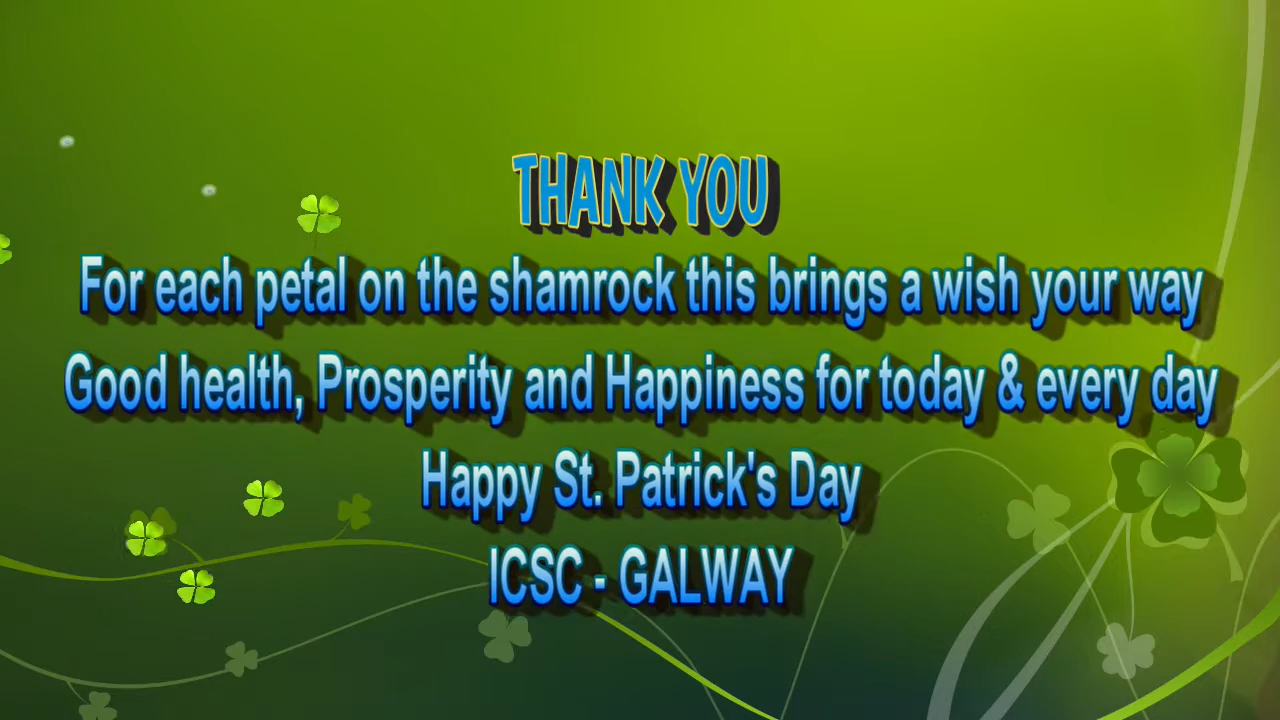 THANK YOU
For each petal on the shamrock this brings a wish your way
Good health, Prosperity and Happiness for today & every day
Happy St. Patrick's Day
ICSC - GALWAY